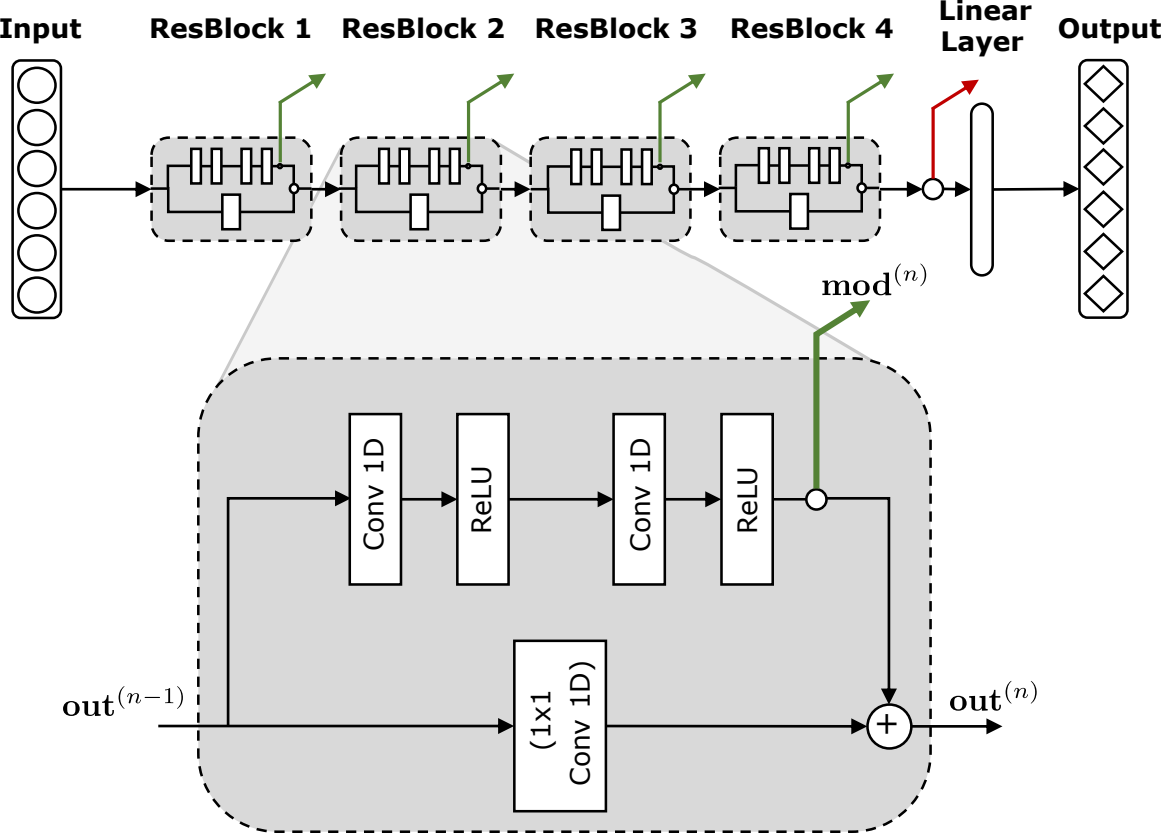 Input
ResBlock 1
ResBlock 2
ResBlock 3
ResBlock 4
Linear
Layer
Output
mod^{(n)}
Conv 1D
ReLU
Conv 1D
ReLU
out^{(n-1)}
(1x1
Conv 1D)
+
out^{(n)}